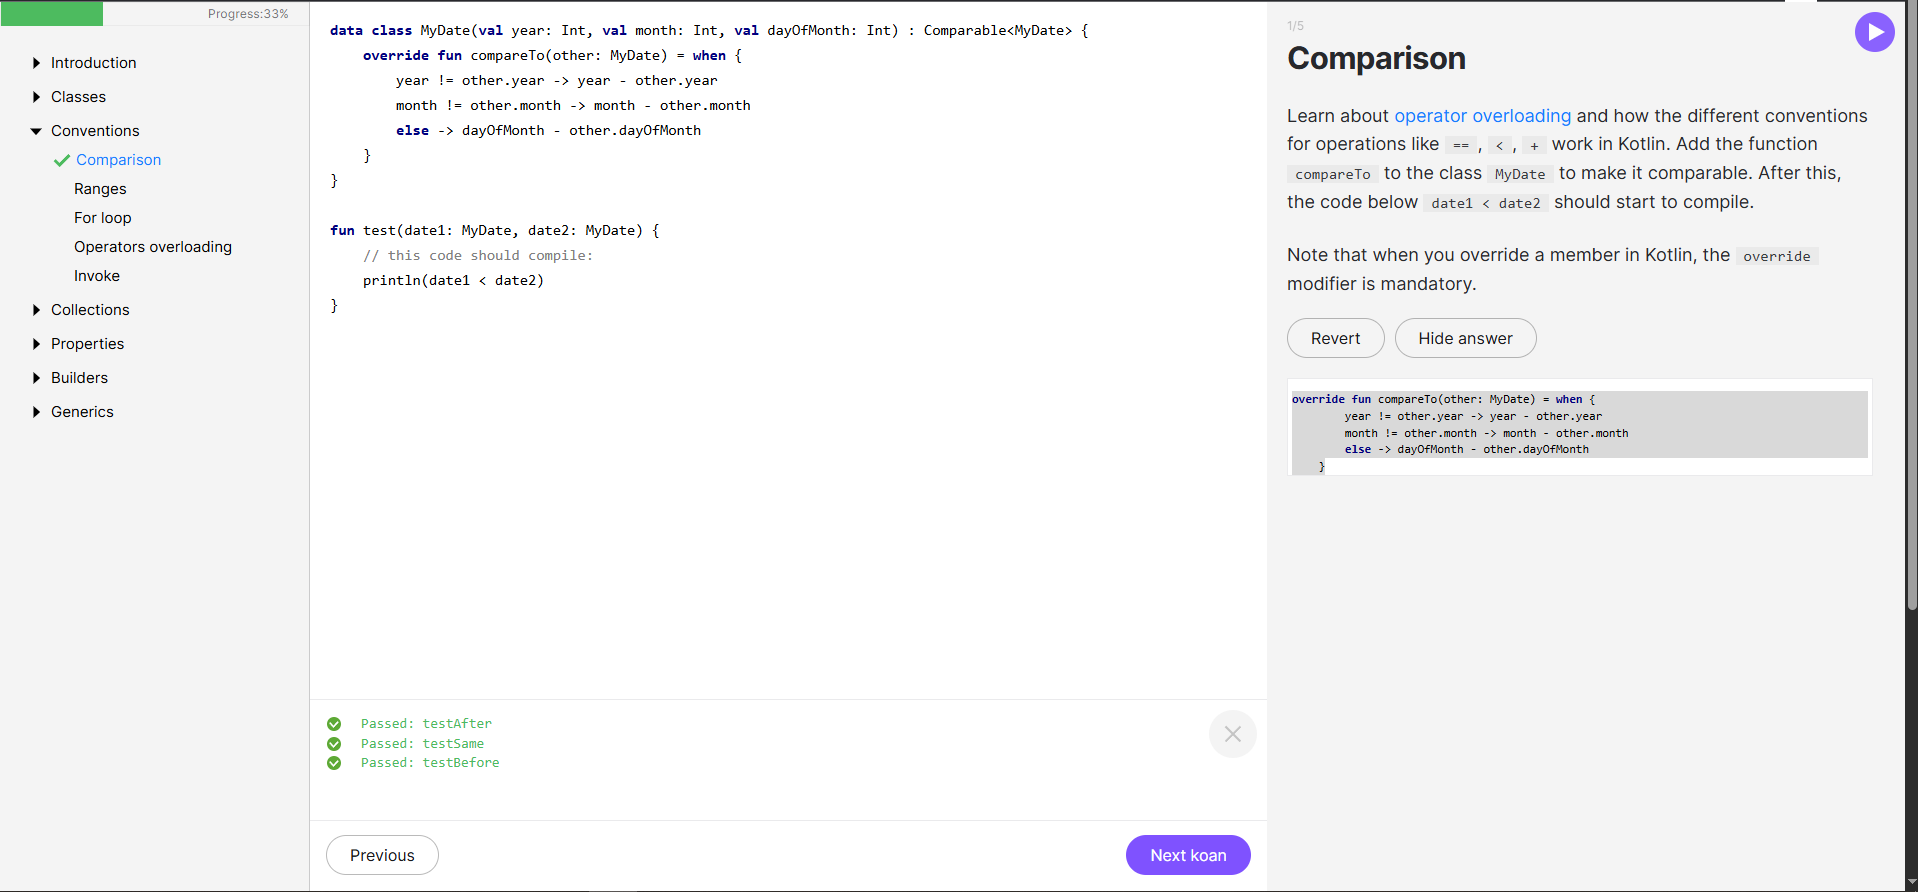 Progress:33%
Introduction
Classes
Conventions
Comparison
Ranges
For loop
Operators overloading
Invoke
Collections
Properties
Builders
Generics
data class MyDate(val year: Int, val month: Int, val dayOfMonth: Int) : Comparable<MyDate> {
    override fun compareTo(other: MyDate) = when {
        year != other.year -> year - other.year
        month != other.month -> month - other.month
        else -> dayOfMonth - other.dayOfMonth
    }
}
fun test(date1: MyDate, date2: MyDate) {
    // this code should compile:
    println(date1 < date2)
}
Passed: testAfter
Passed: testSame
Passed: testBefore
Previous
Next koan
1/5
Comparison
Learn about operator overloading and how the different conventions
for operations like == , < , + work in Kotlin. Add the function
compareTo to the class MyDate to make it comparable. After this,
the code below date1 < date2 should start to compile.
Note that when you override a member in Kotlin, the override
modifier is mandatory.
Revert
Hide answer
override fun compareTo(other: MyDate) = when {
        year != other.year -> year - other.year
        month != other.month -> month - other.month
        else -> dayOfMonth - other.dayOfMonth
    }